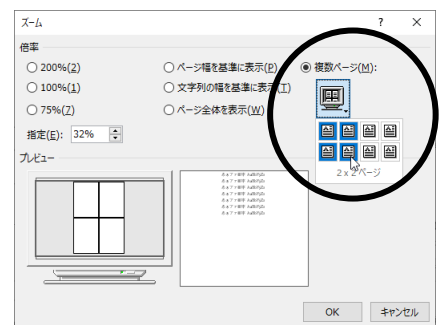 ズーム ? ×
倍率
200%(2) ページ幅を基準に表示(P) 複数ページ(M):
100%(1) 文字列の幅を基準に表示(T)
75%(7) ページ全体を表示(W)
指定(E): 32%
2 x 2 ページ
プレビュー
OK キャンセル